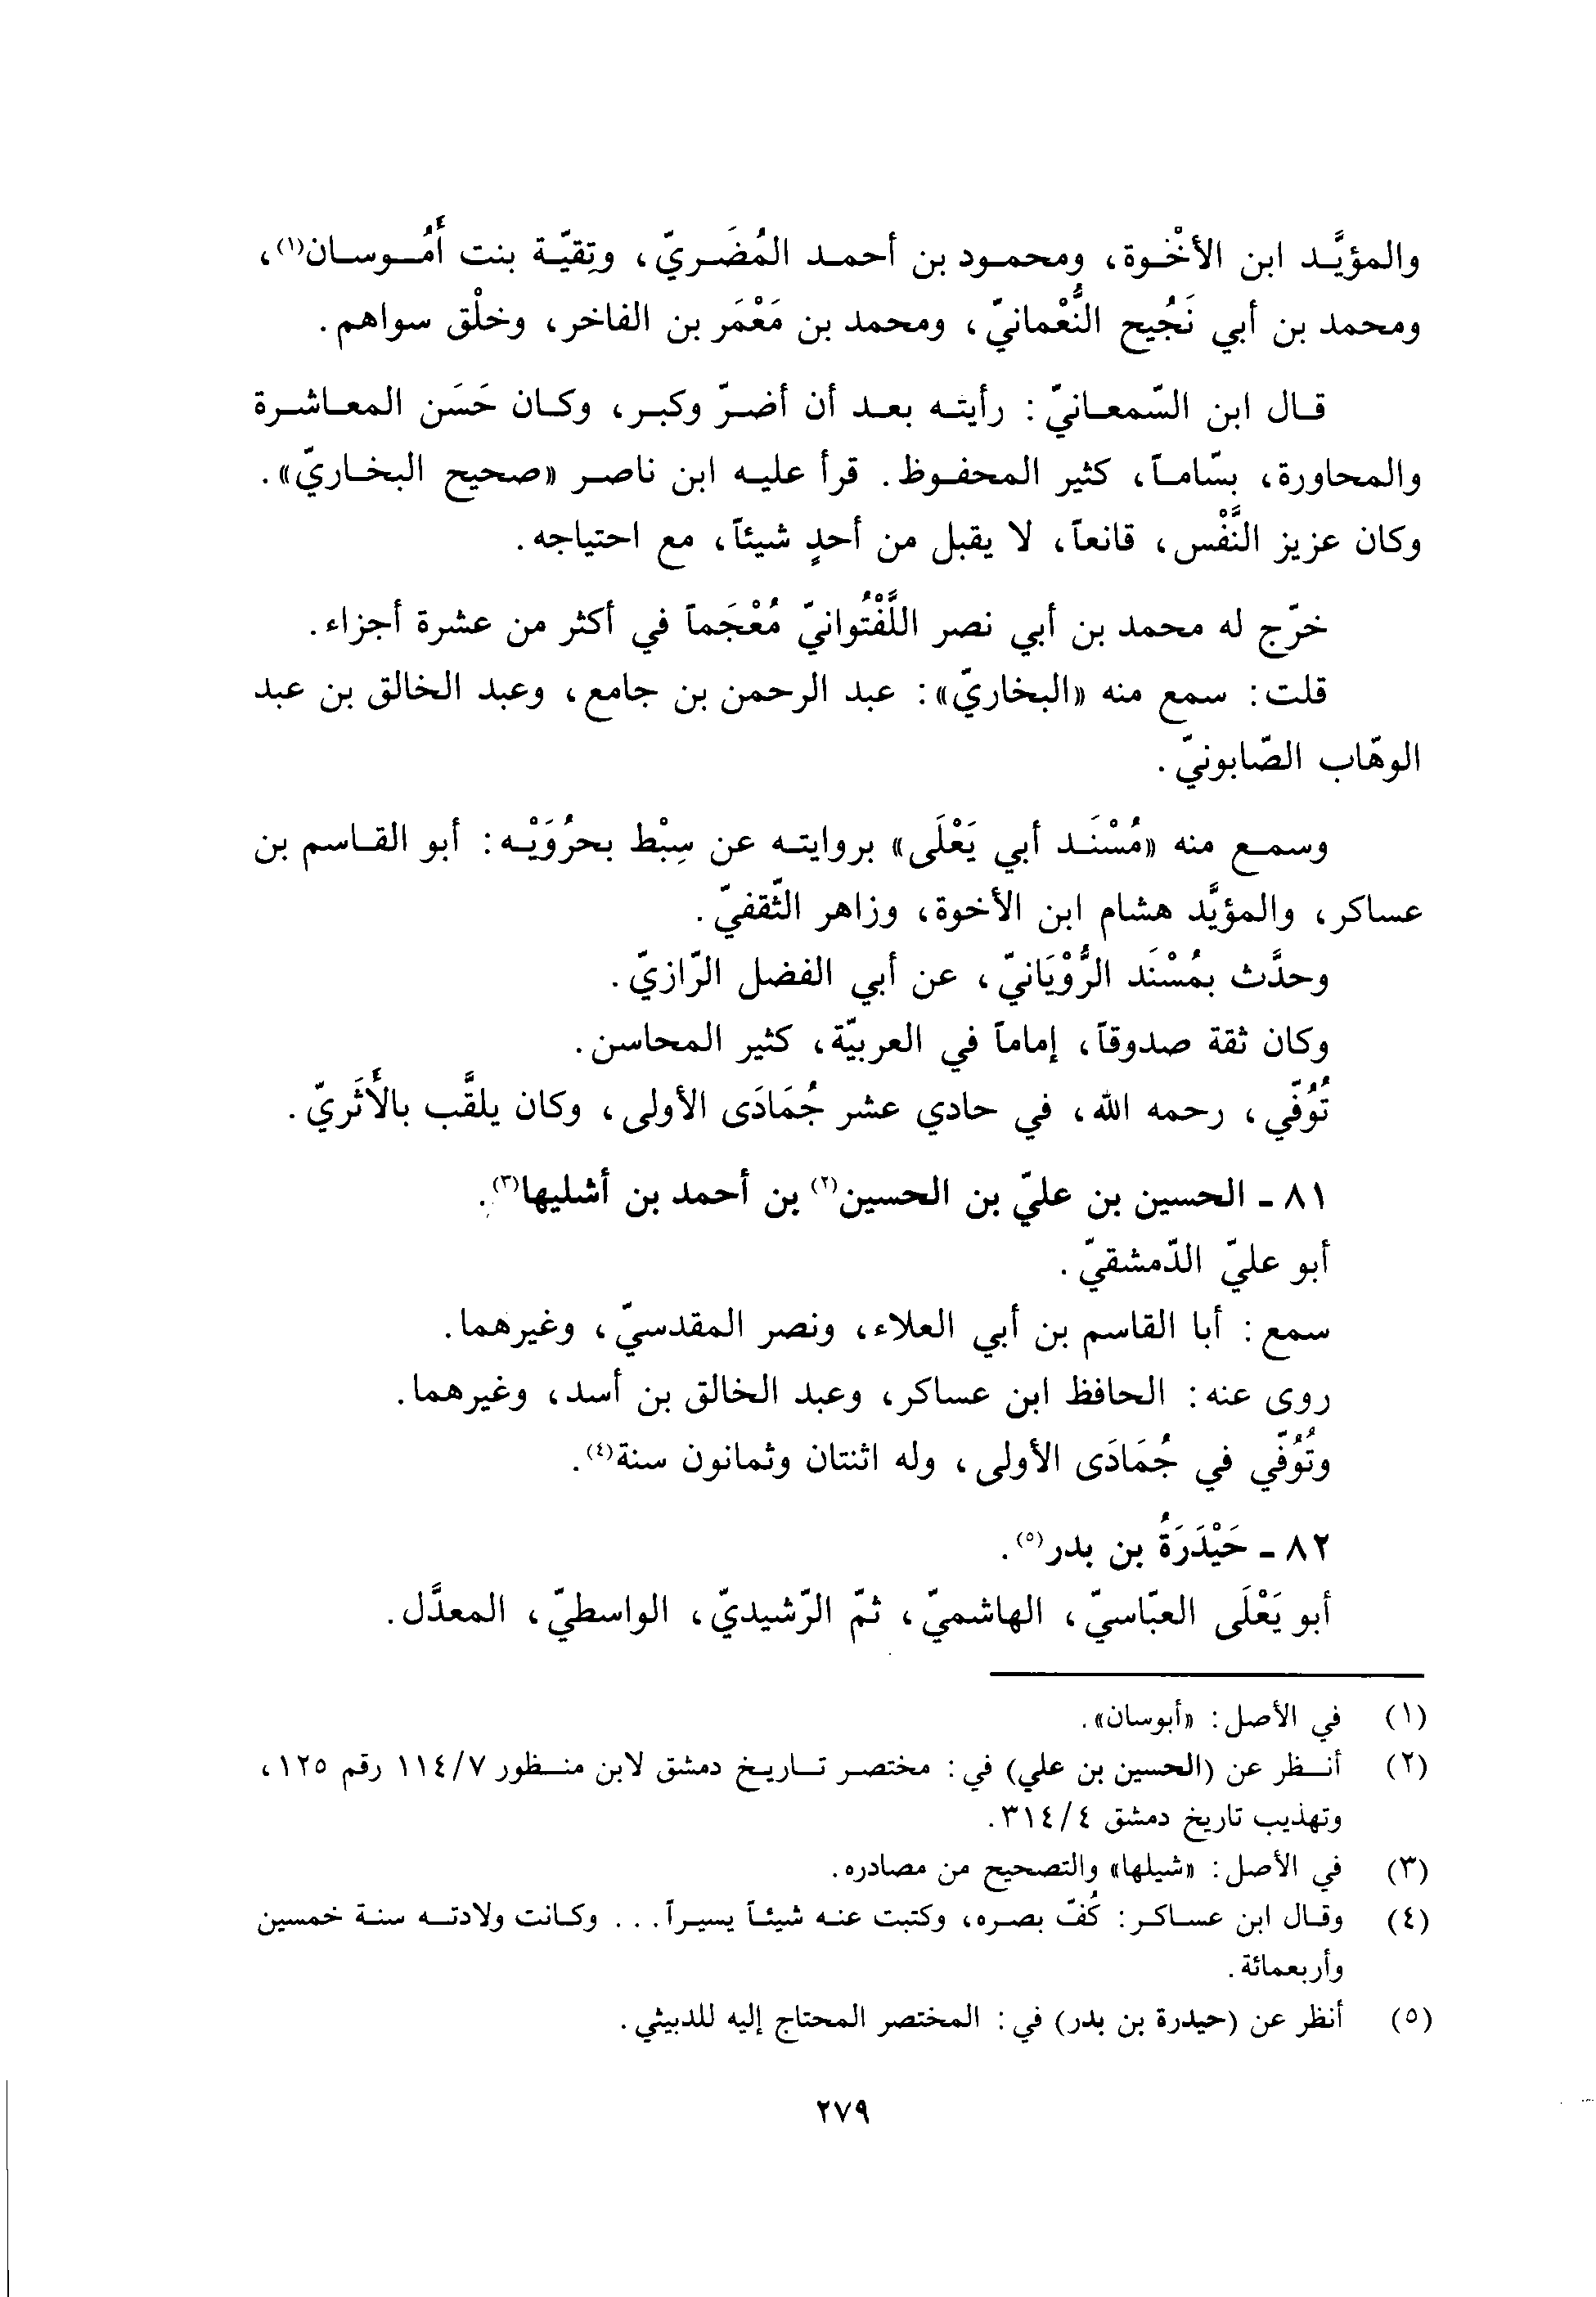 والمؤيَّد ابن الأخْوة، ومحمود بن أحمد المُضَريّ، وتِقيّة بنت أُمُوسان(١)،
ومحمد بن أبي نَجُيح النُّعْمانيّ، ومحمد بن مَعْمَر بن الفاخر، وخلْق سواهم.
قال ابن السّمعانيّ: رأيته بعد أن أضرّ وكبر، وكان حَسَن المعاشرة
والمحاورة، بسّاماً، كثير المحفوظ. قرأ عليه ابن ناصر «صحيح البخاريّ».
وكان عزيز النَّفْس، قانعاً، لا يقبل من أحدٍ شيئاً، مع احتياجه.
خرّج له محمد بن أبي نصر اللَّفْتُوانيّ مُعْجَماً في أكثر من عشرة أجزاء.
قلت: سمع منه «البخاريّ»: عبد الرحمن بن جامع، وعبد الخالق بن عبد
الوهّاب الصّابونيّ.
وسمع منه «مُسْنَد أبي يَعْلَى» بروايته عن سِبْط بحرُوَيْه: أبو القاسم بن
عساكر، والمؤيَّد هشام ابن الأخوة، وزاهر الثّقفيّ.
وحدَّث بمُسْنَد الرُّوْيَانيّ، عن أبي الفضل الرّازيّ.
وكان ثقة صدوقاً، إماماً في العربيّة، كثير المحاسن.
تُوُفّي، رحمه الله، في حادي عشر جُمَادَى الأولى، وكان يلقَّب بالأَثَريّ.
٨١ - الحسين بن عليّ بن الحسين(٢) بن أحمد بن أشليها(٣).
أبو عليّ الدّمشقيّ.
سمع: أبا القاسم بن أبي العلاء، ونصر المقدسيّ، وغيرهما.
روى عنه: الحافظ ابن عساكر، وعبد الخالق بن أسد، وغيرهما.
وتُوُفّي في جُمَادَى الأولى، وله اثنتان وثمانون سنة(٤).
٨٢ - حَيْدَرَةُ بن بدر(٥).
أبو يَعْلَى العبّاسيّ، الهاشميّ، ثمّ الرّشيديّ، الواسطيّ، المعدَّل.
(١) في الأصل: «أبوسان».
(٢) أنظر عن (الحسين بن علي) في: مختصر تاريخ دمشق لابن منظور ١١٤/٧ رقم ١٢٥،
وتهذيب تاريخ دمشق ٣١٤/٤.
(٣) في الأصل: «شيلها» والتصحيح من مصادره.
(٤) وقال ابن عساكر: كُفّ بصره، وكتبت عنه شيئاً يسيراً... وكانت ولادته سنة خمسين
وأربعمائة.
(٥) أنظر عن (حيدرة بن بدر) في: المختصر المحتاج إليه للدبيثي.
٢٧٩